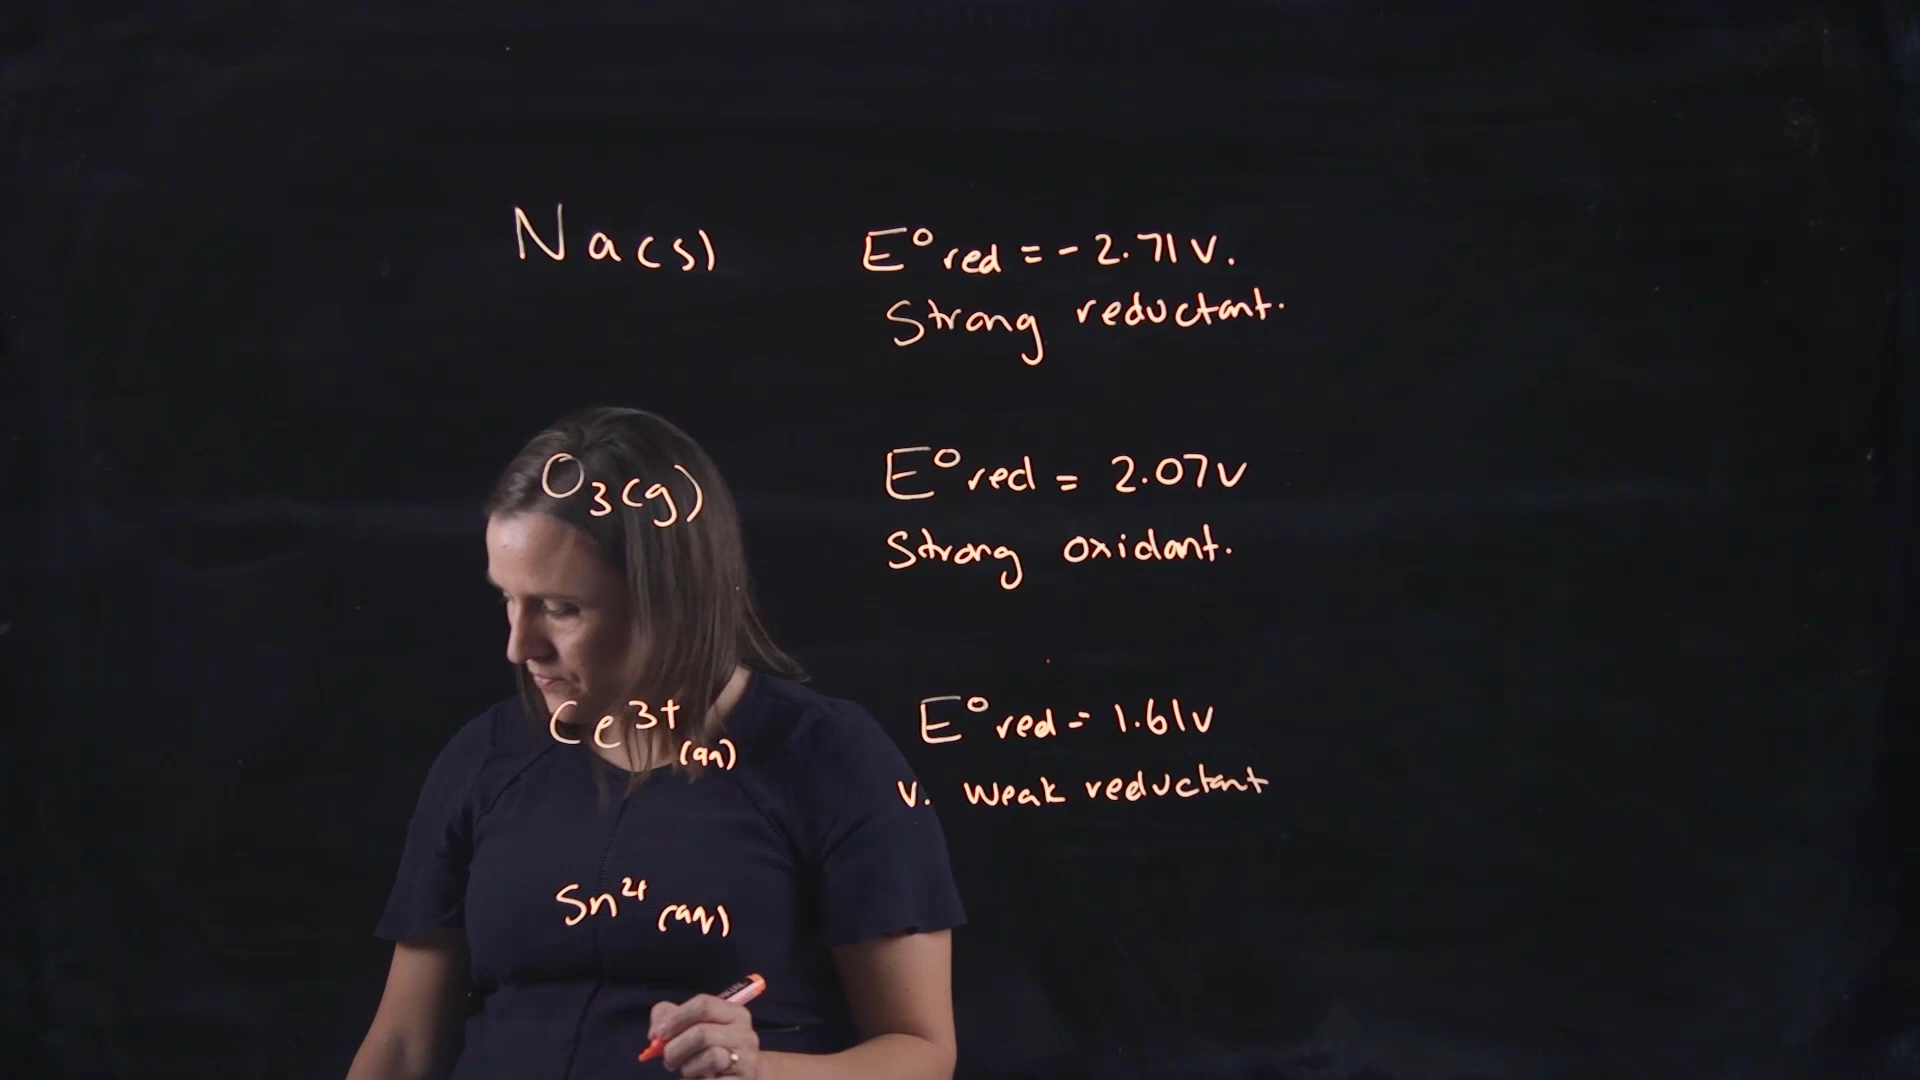 Na(s) E°red = - 2.71V.
Strong reductant.
O₃(g) E°red = 2.07V
Strong oxidant.
Ce³⁺(aq) E°red = 1.61V
V. Weak reductant
Sn²⁺(aq)